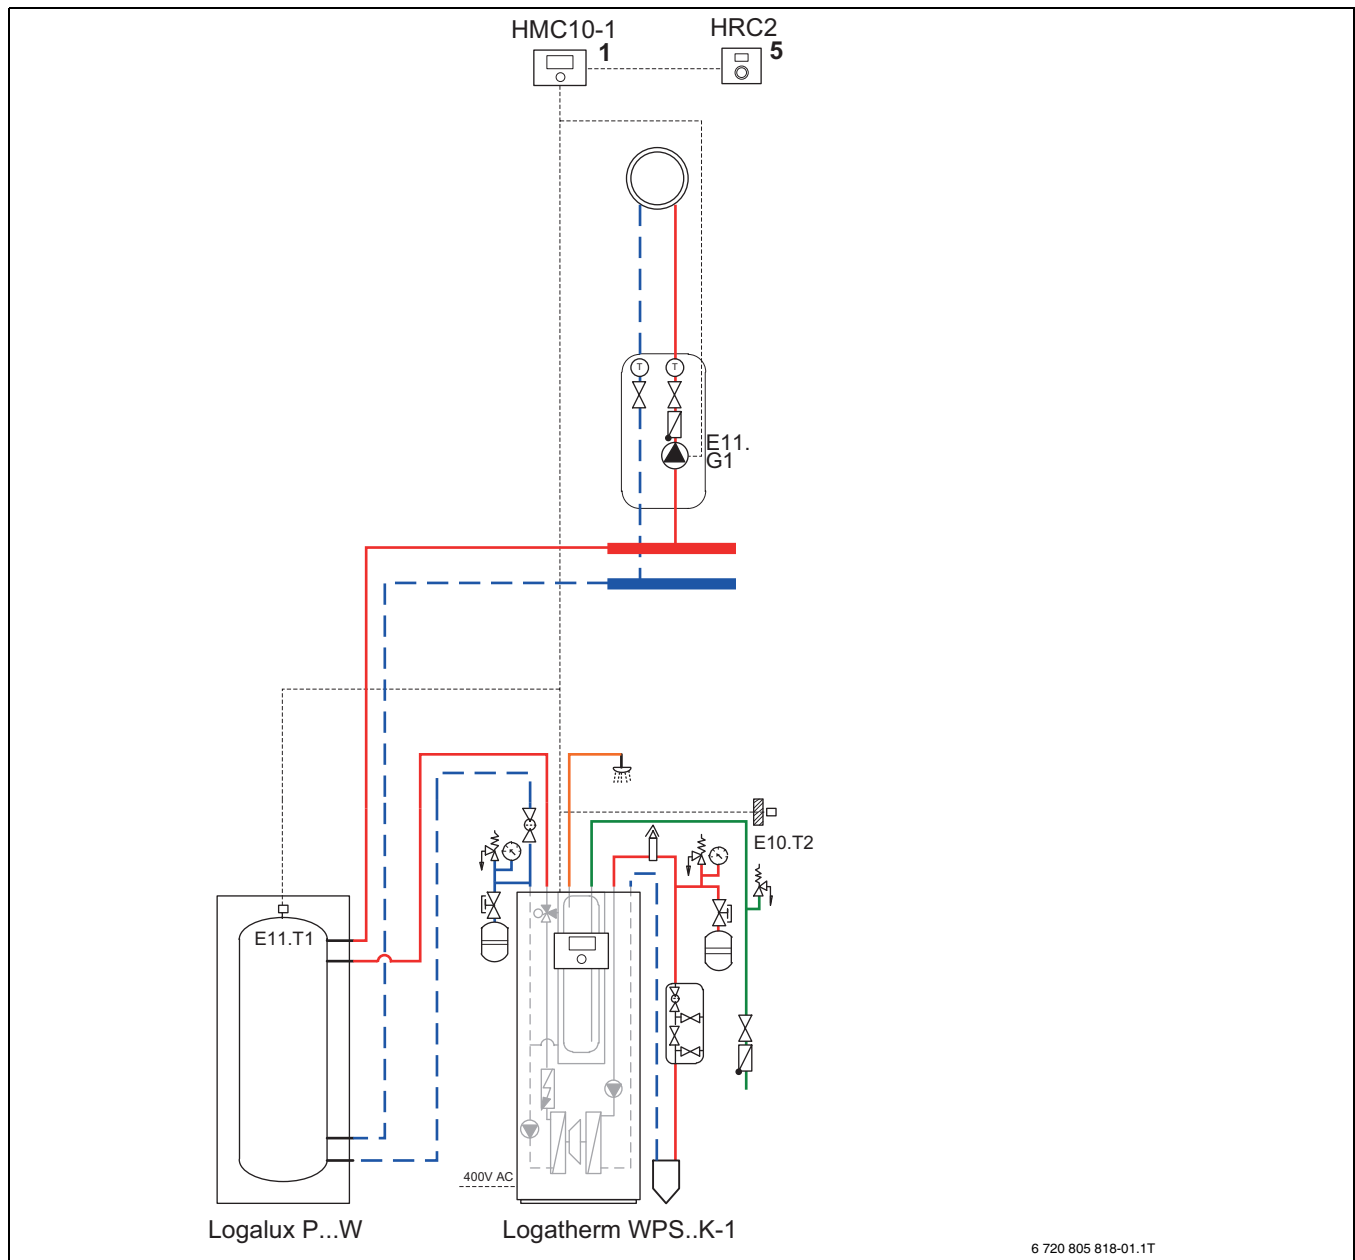 HMC10-1
1
HRC2
5
T
T
E11.
G1
E10.T2
E11.T1
400V AC
Logalux P...W
Logatherm WPS..K-1
6 720 805 818-01.1T